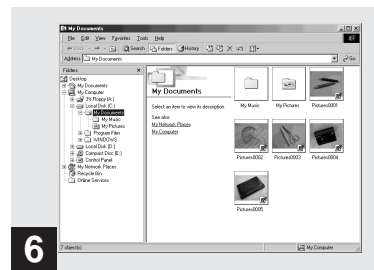 My Documents
File Edit View Favorites Tools Help
Back Search Folders History
Address My Documents Go
Folders
Desktop
My Documents
My Computer
3½ Floppy (A:)
Local Disk (C:)
My Documents
My Music
My Pictures
Program Files
WINDOWS
Local Disk (D:)
Compact Disc (E:)
Control Panel
My Network Places
Recycle Bin
Online Services
My Documents
Select an item to view its description.
See also:
My Network Places
My Computer
My Music My Pictures Pictures0001
Pictures0002 Pictures0003 Pictures0004
Pictures0005
7 object(s) My Computer
6